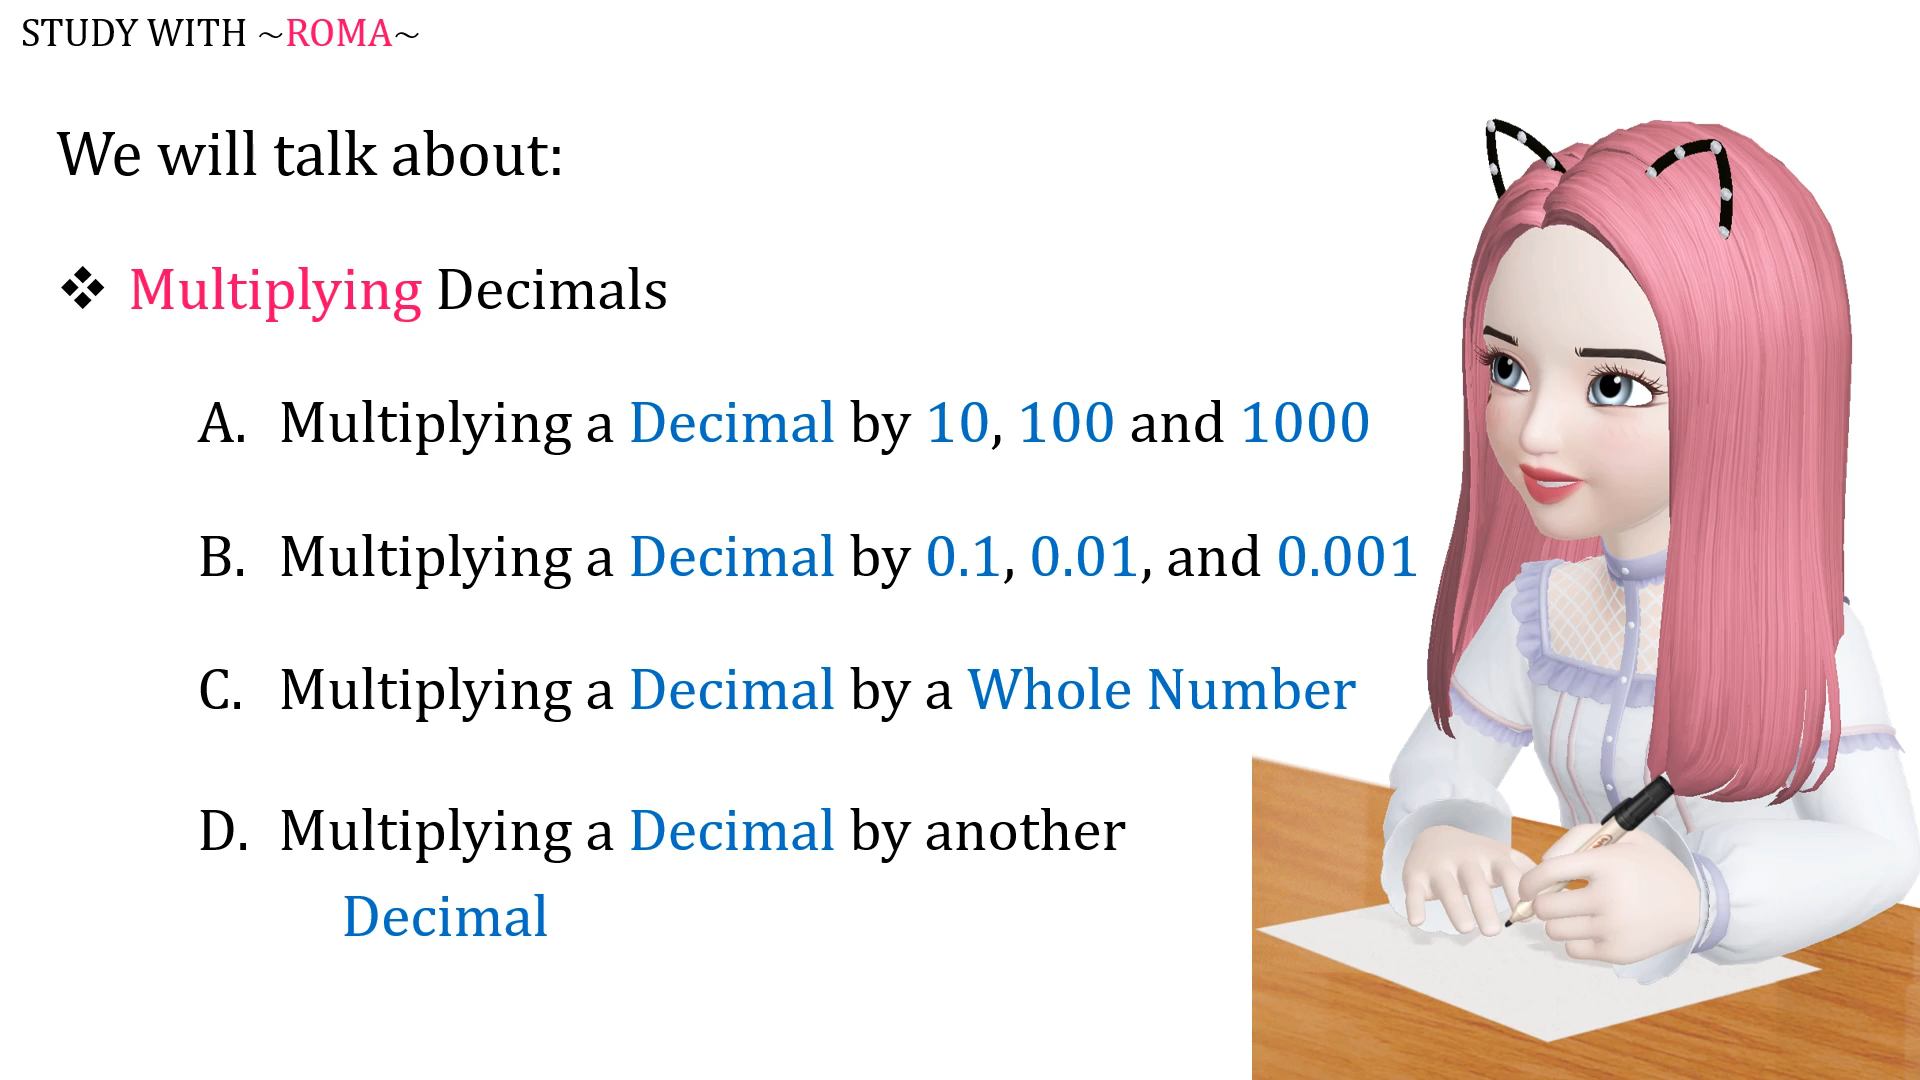 STUDY WITH ~ROMA~
We will talk about:
❖ Multiplying Decimals
A. Multiplying a Decimal by 10, 100 and 1000
B. Multiplying a Decimal by 0.1, 0.01, and 0.001
C. Multiplying a Decimal by a Whole Number
D. Multiplying a Decimal by another
Decimal